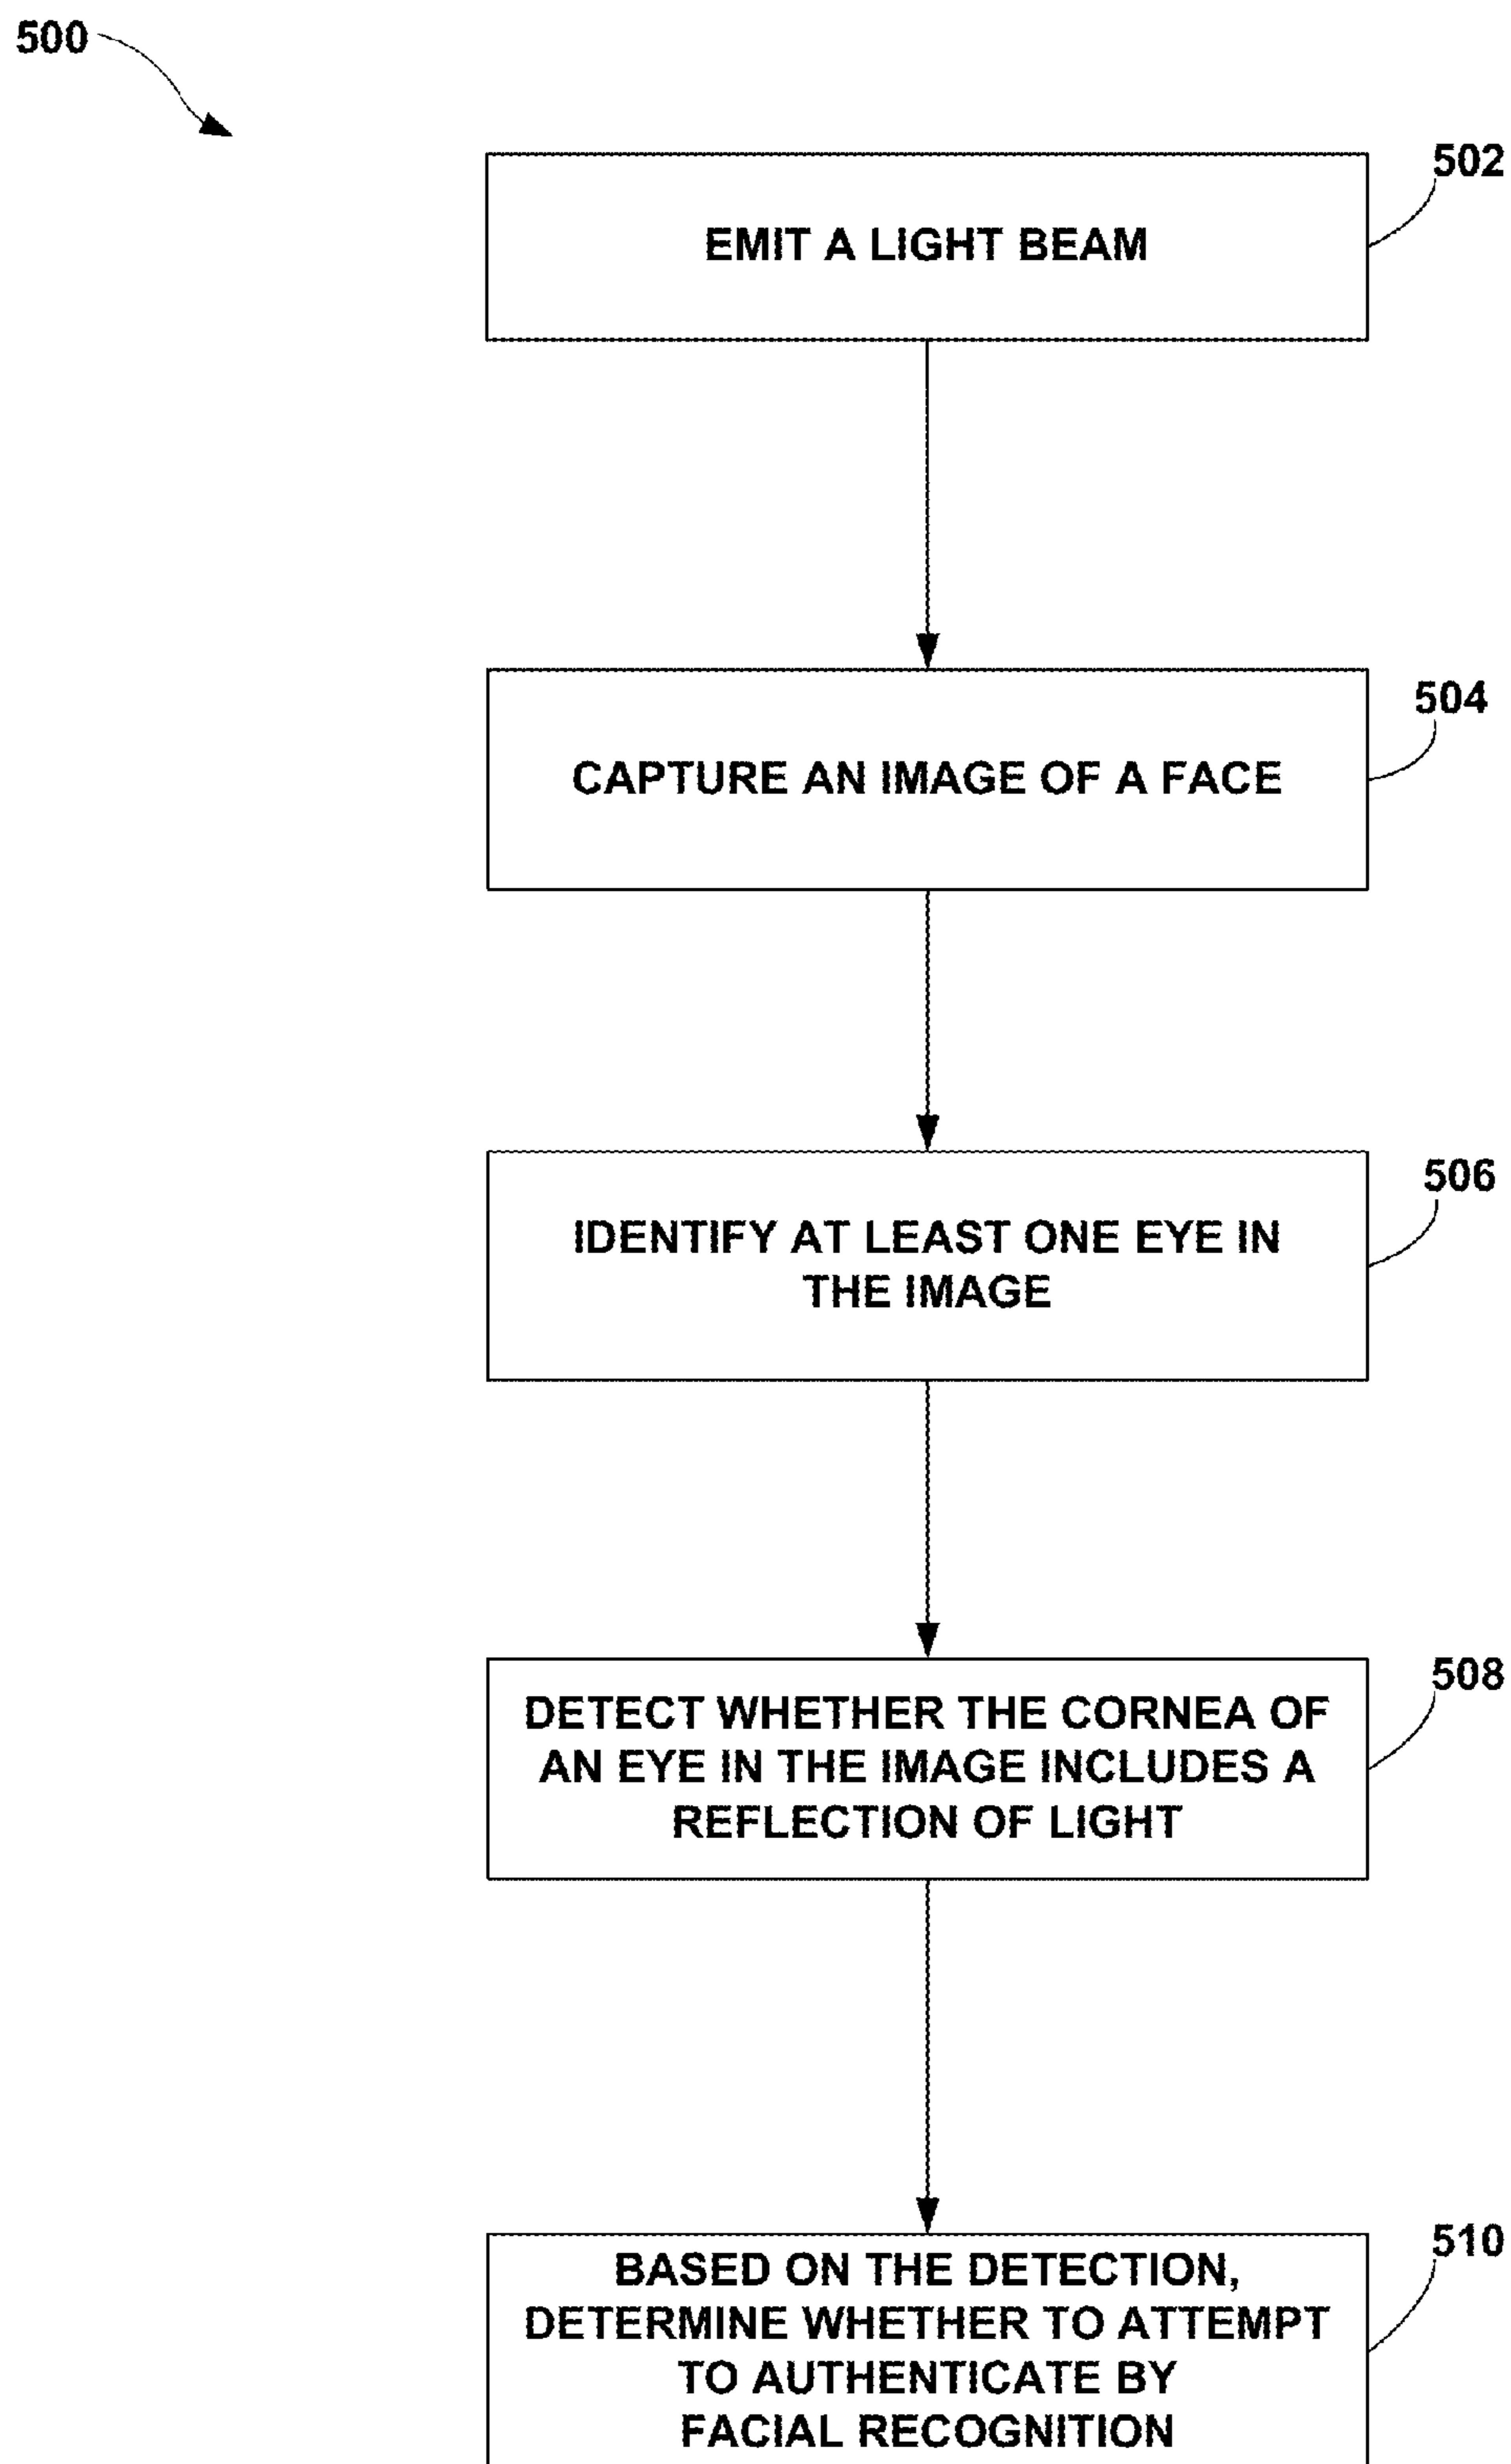 500
502
EMIT A LIGHT BEAM
504
CAPTURE AN IMAGE OF A FACE
506
IDENTIFY AT LEAST ONE EYE IN
THE IMAGE
508
DETECT WHETHER THE CORNEA OF
AN EYE IN THE IMAGE INCLUDES A
REFLECTION OF LIGHT
510
BASED ON THE DETECTION,
DETERMINE WHETHER TO ATTEMPT
TO AUTHENTICATE BY
FACIAL RECOGNITION